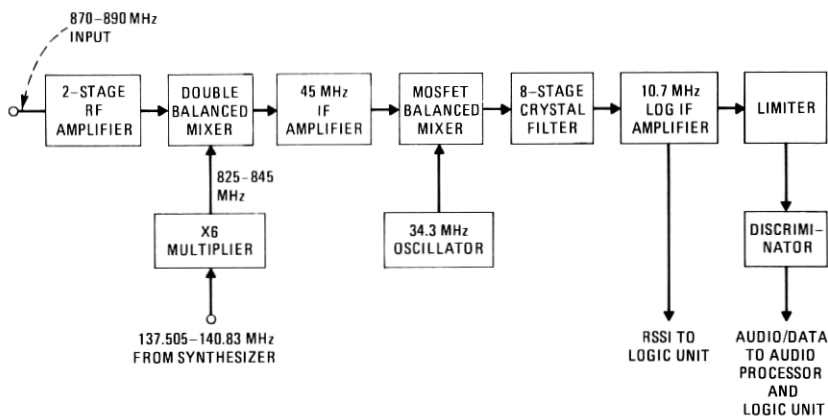 870–890 MHz
INPUT
2–STAGE
RF
AMPLIFIER
DOUBLE
BALANCED
MIXER
45 MHz
IF
AMPLIFIER
MOSFET
BALANCED
MIXER
8–STAGE
CRYSTAL
FILTER
10.7 MHz
LOG IF
AMPLIFIER
LIMITER
825–845
MHz
X6
MULTIPLIER
34.3 MHz
OSCILLATOR
DISCRIMI–
NATOR
137.505–140.83 MHz
FROM SYNTHESIZER
RSSI TO
LOGIC UNIT
AUDIO/DATA
TO AUDIO
PROCESSOR
AND
LOGIC UNIT